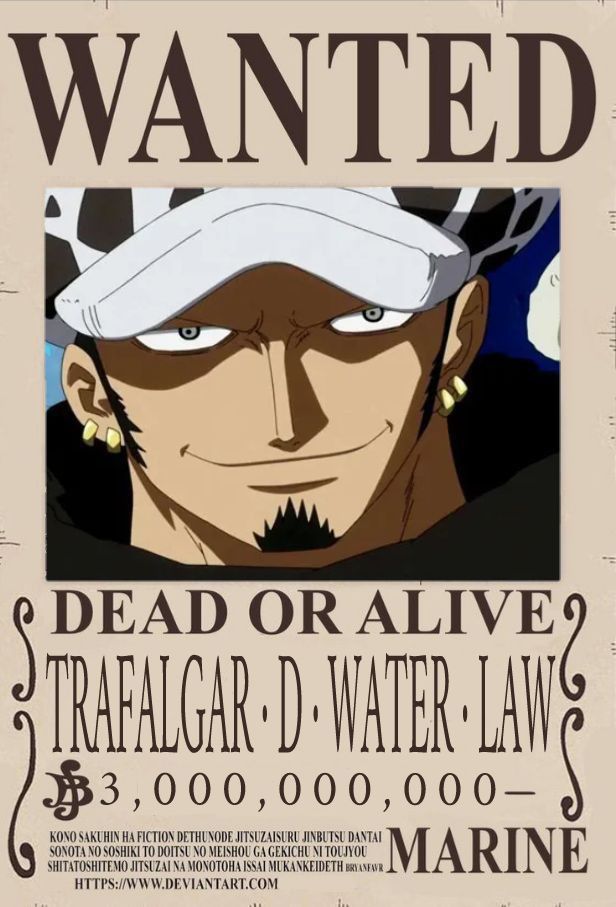 WANTED
DEAD OR ALIVE
TRAFALGAR · D · WATER · LAW
3,000,000,000–
KONO SAKUHIN HA FICTION DETHUNODE JITSUZAISURU JINBUTSU DANTAI
SONOTA NO SOSHIKI TO DOITSU NO MEISHOU GA GEKICHU NI TOUJYOU
SHITATOSHITEMO JITSUZAI NA MONOTOHA ISSAI MUKANKEIDETH BRYANFAVR
HTTPS://WWW.DEVIANTART.COM
MARINE